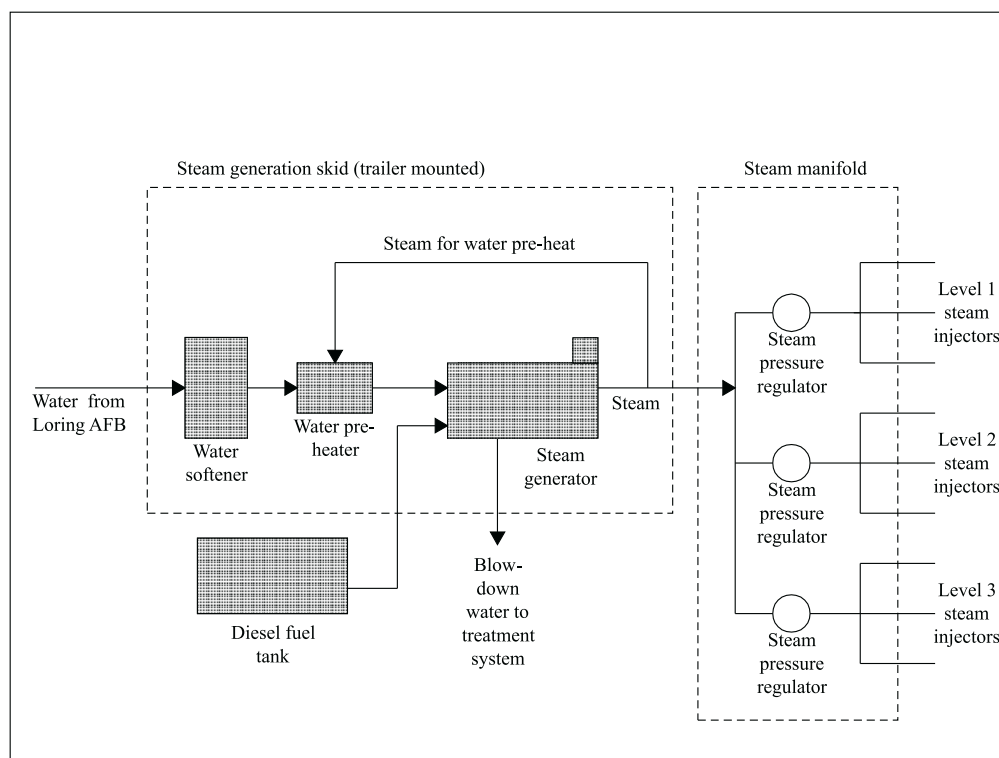 Steam generation skid (trailer mounted)
Steam manifold
Steam for water pre-heat
Water from
Loring AFB
Water
softener
Water pre-
heater
Steam
generator
Steam
Diesel fuel
tank
Blow-
down
water to
treatment
system
Steam
pressure
regulator
Level 1
steam
injectors
Steam
pressure
regulator
Level 2
steam
injectors
Steam
pressure
regulator
Level 3
steam
injectors